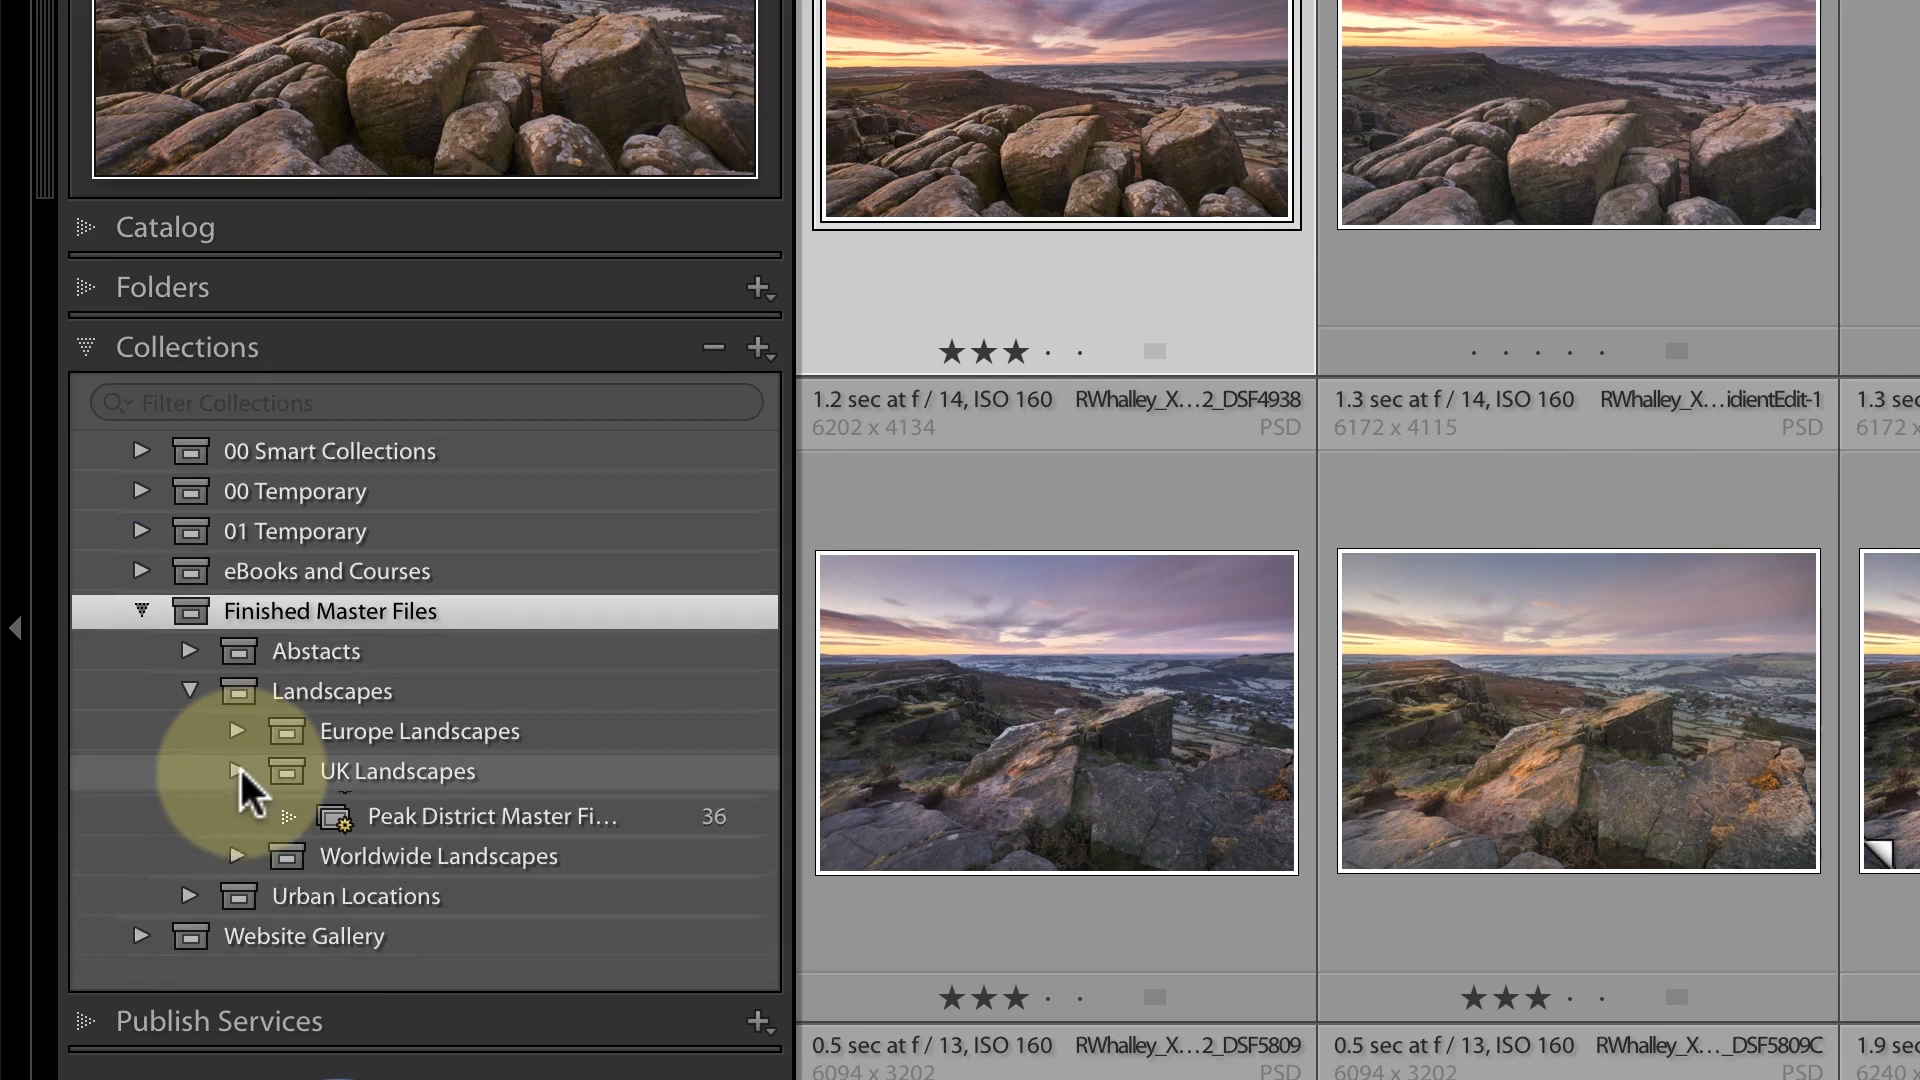 Catalog
Folders
Collections
Filter Collections
00 Smart Collections
00 Temporary
01 Temporary
eBooks and Courses
Finished Master Files
Abstacts
Landscapes
Europe Landscapes
UK Landscapes
Peak District Master Fi... 36
Worldwide Landscapes
Urban Locations
Website Gallery
Publish Services
1.2 sec at f / 14, ISO 160 RWhalley_X...2_DSF4938
6202 x 4134 PSD
1.3 sec at f / 14, ISO 160 RWhalley_X...idientEdit-1
6172 x 4115 PSD
1.3 sec
6172 x
0.5 sec at f / 13, ISO 160 RWhalley_X...2_DSF5809
6094 x 3202 PSD
0.5 sec at f / 13, ISO 160 RWhalley_X..._DSF5809C
6094 x 3202 PSD
1.9 sec
6240 x